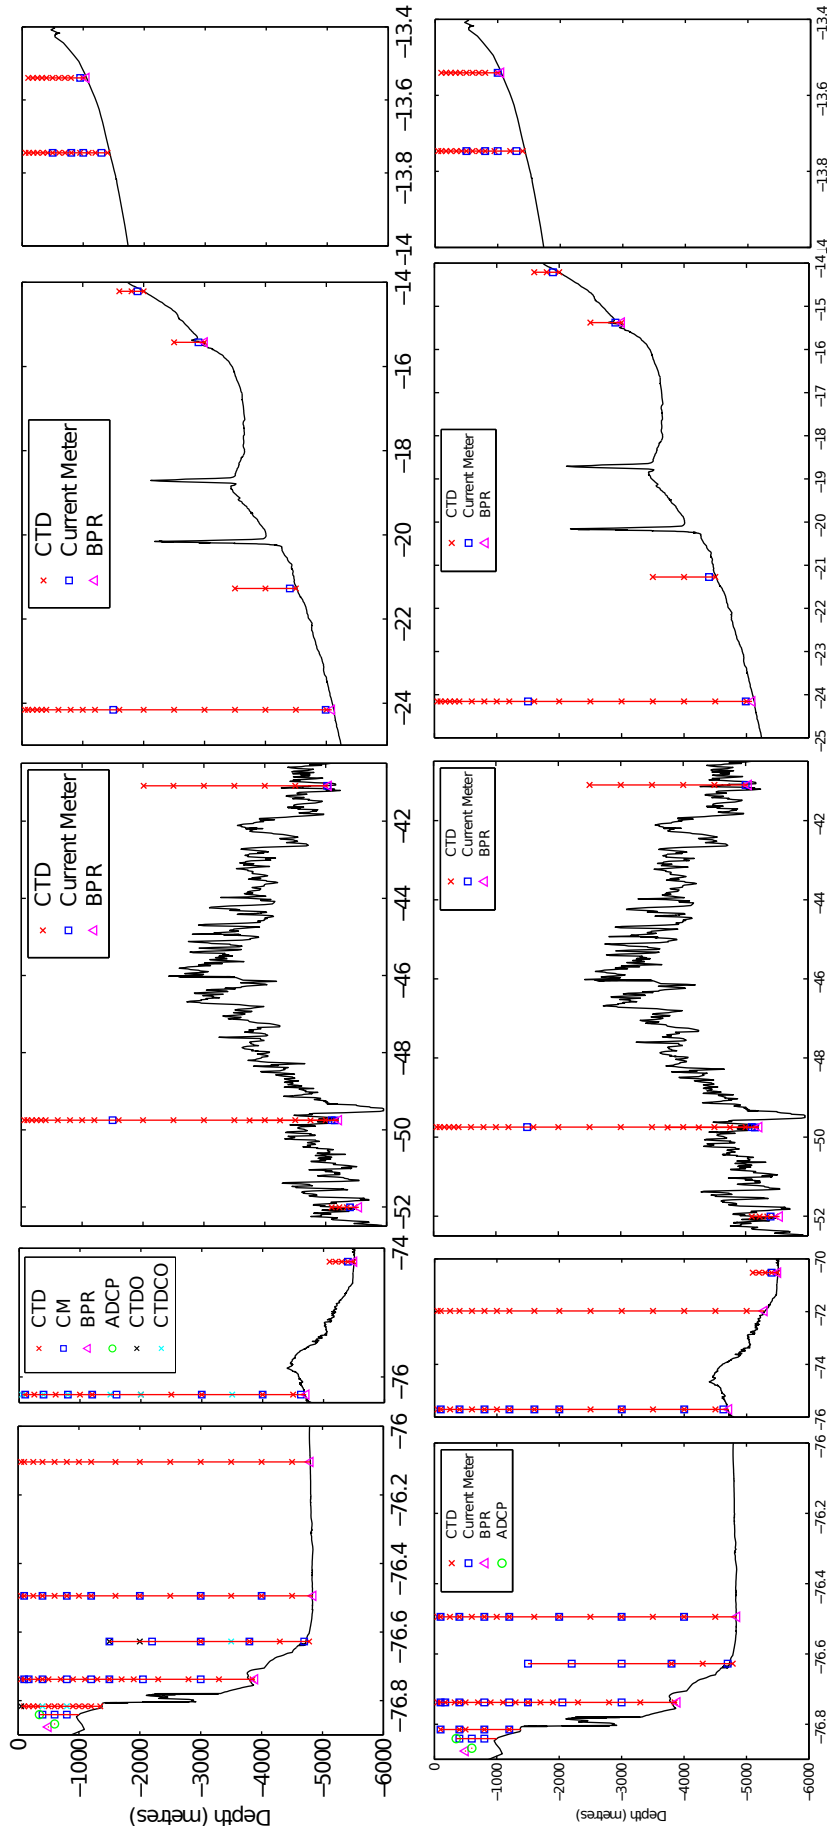 Depth (metres)
0
−1000
−2000
−3000
−4000
−5000
−6000
−76.8 −76.6 −76.4 −76.2 −76
CTD
CM
BPR
ADCP
CTDO
CTDCO
−76 −74
CTD
Current Meter
BPR
−52 −50 −48 −46 −44 −42
CTD
Current Meter
BPR
−24 −22 −20 −18 −16 −14
−14 −13.8 −13.6 −13.4
Depth (metres)
0
−1000
−2000
−3000
−4000
−5000
−6000
CTD
Current Meter
BPR
ADCP
−76.8 −76.6 −76.4 −76.2 −76
−76 −74 −72 −70
CTD
Current Meter
BPR
−52 −50 −48 −46 −44 −42
CTD
Current Meter
BPR
−25 −24 −23 −22 −21 −20 −19 −18 −17 −16 −15 −14
−14 −13.8 −13.6 −13.4